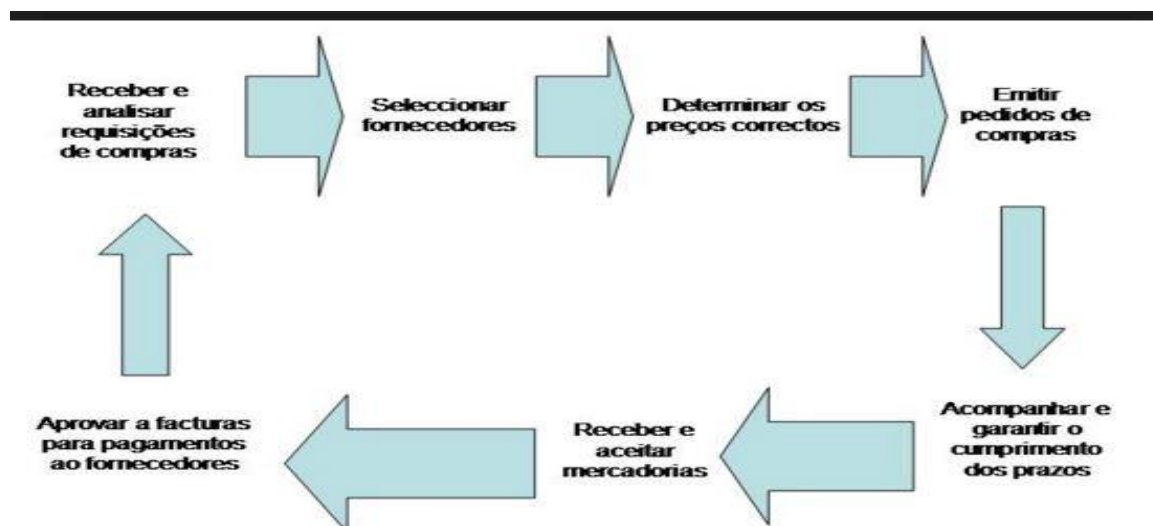 Receber e
analisar
requisições
de compras
Seleccionar
fornecedores
Determinar os
preços correctos
Emitir
pedidos de
compras
Acompanhar e
garantir o
cumprimento
dos prazos
Receber e
aceitar
mercadorias
Aprovar a facturas
para pagamentos
ao fornecedores